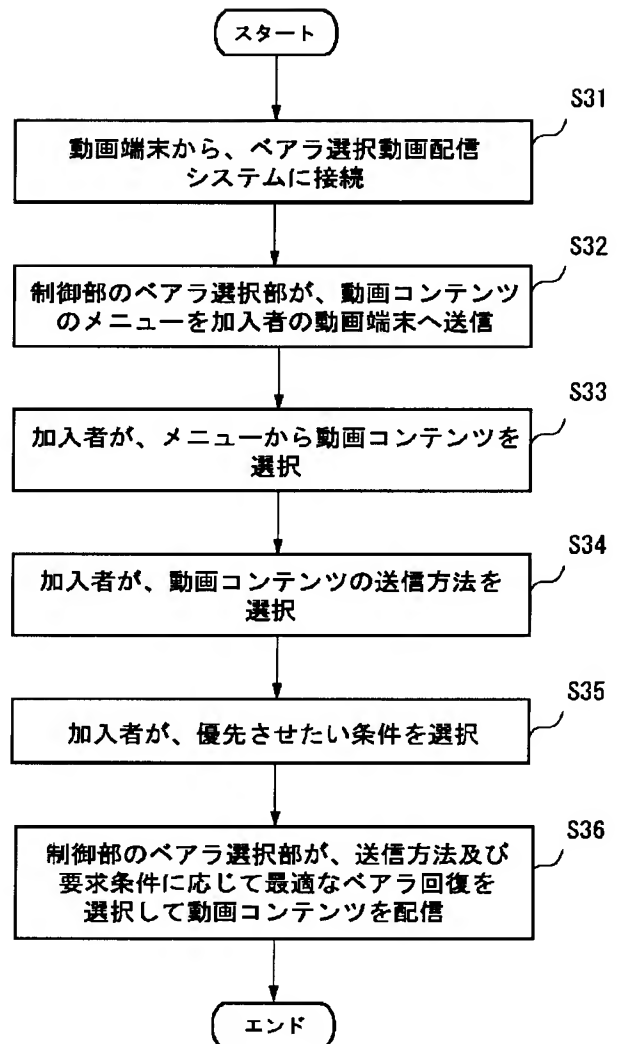 スタート
S31
動画端末から、ベアラ選択動画配信
システムに接続
S32
制御部のベアラ選択部が、動画コンテンツ
のメニューを加入者の動画端末へ送信
S33
加入者が、メニューから動画コンテンツを
選択
S34
加入者が、動画コンテンツの送信方法を
選択
S35
加入者が、優先させたい条件を選択
S36
制御部のベアラ選択部が、送信方法及び
要求条件に応じて最適なベアラ回復を
選択して動画コンテンツを配信
エンド